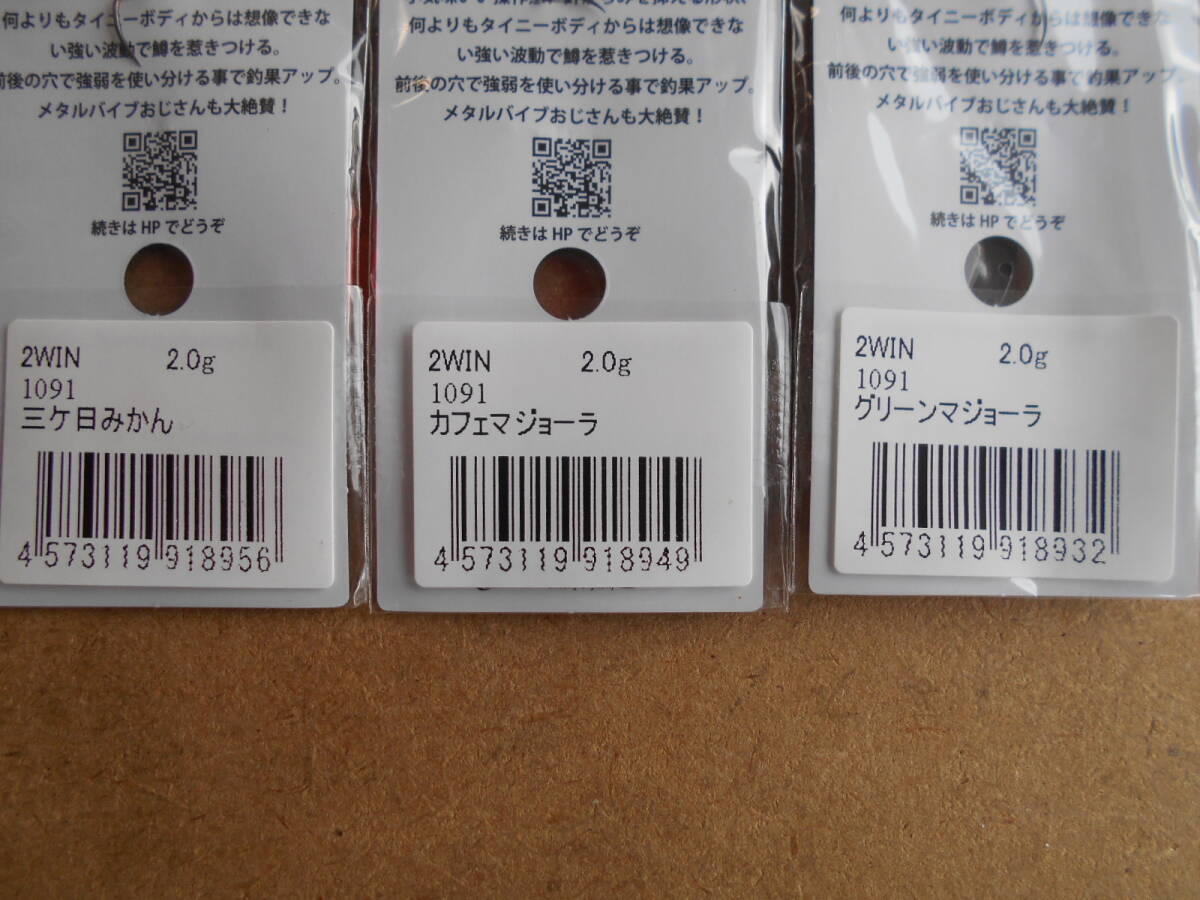 何よりもタイニーボディからは想像できな
い強い波動で鱒を惹きつける。
前後の穴で強弱を使い分ける事で釣果アップ。
メタルバイブおじさんも大絶賛！
続きは HP でどうぞ
2WIN 2.0g
1091
三ケ日みかん
4 573119 918956
何よりもタイニーボディからは想像できな
い強い波動で鱒を惹きつける。
前後の穴で強弱を使い分ける事で釣果アップ。
メタルバイブおじさんも大絶賛！
続きは HP でどうぞ
2WIN 2.0g
1091
カフェマジョーラ
4 573119 918949
何よりもタイニーボディからは想像できな
い強い波動で鱒を惹きつける。
前後の穴で強弱を使い分ける事で釣果アップ。
メタルバイブおじさんも大絶賛！
続きは HP でどうぞ
2WIN 2.0g
1091
グリーンマジョーラ
4 573119 918932